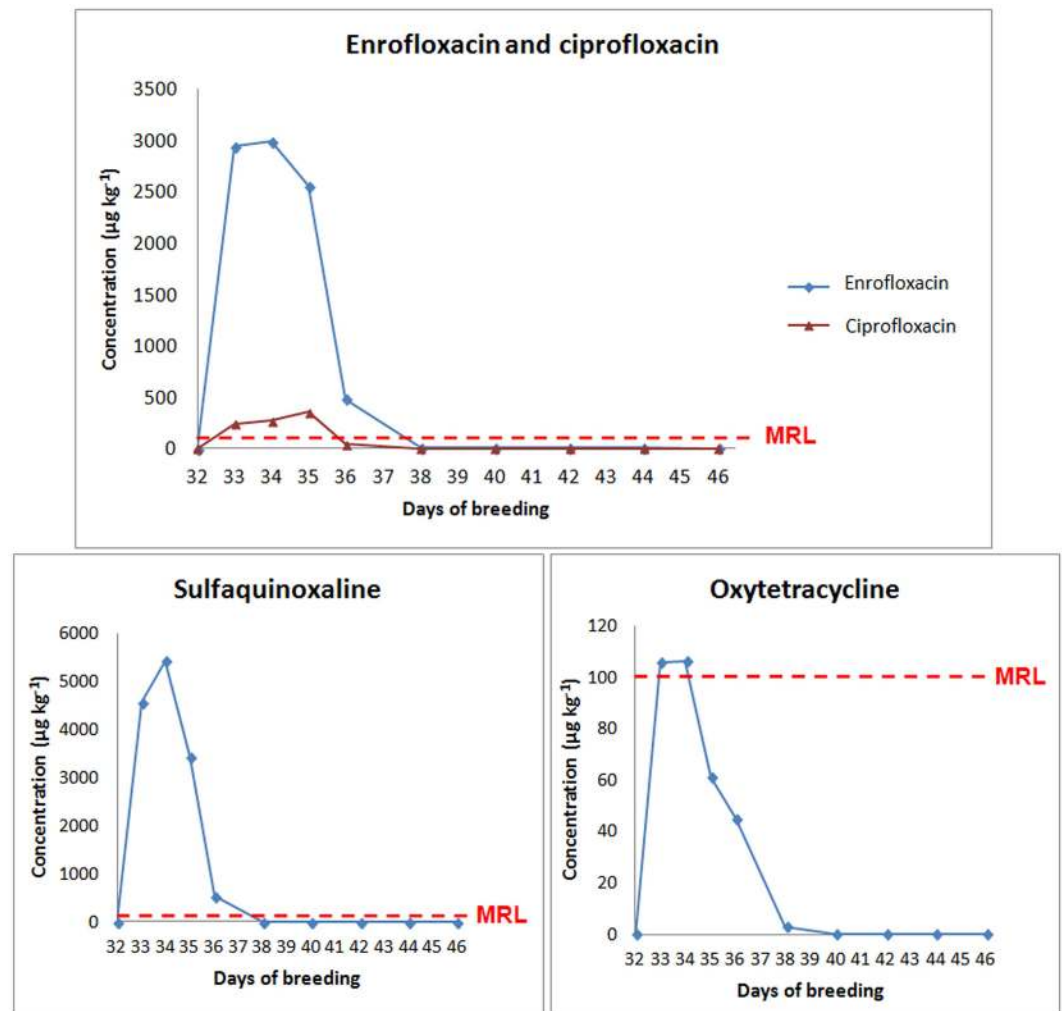 Enrofloxacin and ciprofloxacin
Concentration (µg kg⁻¹)
3500
3000
2500
2000
1500
1000
500
0
MRL
Enrofloxacin
Ciprofloxacin
32 33 34 35 36 37 38 39 40 41 42 43 44 45 46
Days of breeding
Sulfaquinoxaline
Concentration (µg kg⁻¹)
6000
5000
4000
3000
2000
1000
0
MRL
32 33 34 35 36 37 38 39 40 41 42 43 44 45 46
Days of breeding
Oxytetracycline
Concentration (µg kg⁻¹)
120
100
80
60
40
20
0
MRL
32 33 34 35 36 37 38 39 40 41 42 43 44 45 46
Days of breeding